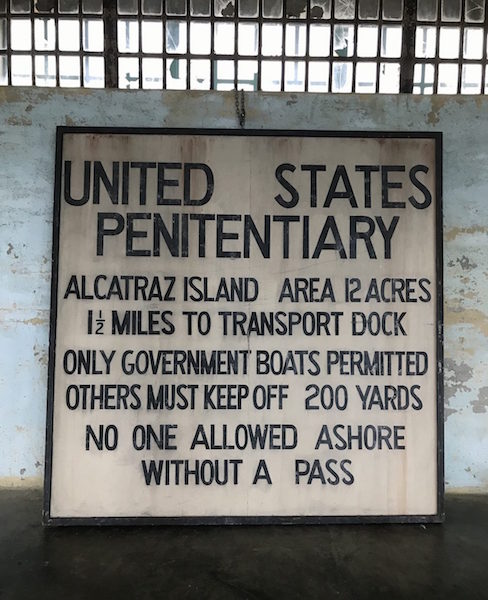 UNITED STATES
PENITENTIARY
ALCATRAZ ISLAND AREA 12 ACRES
1½ MILES TO TRANSPORT DOCK
ONLY GOVERNMENT BOATS PERMITTED
OTHERS MUST KEEP OFF 200 YARDS
NO ONE ALLOWED ASHORE
WITHOUT A PASS